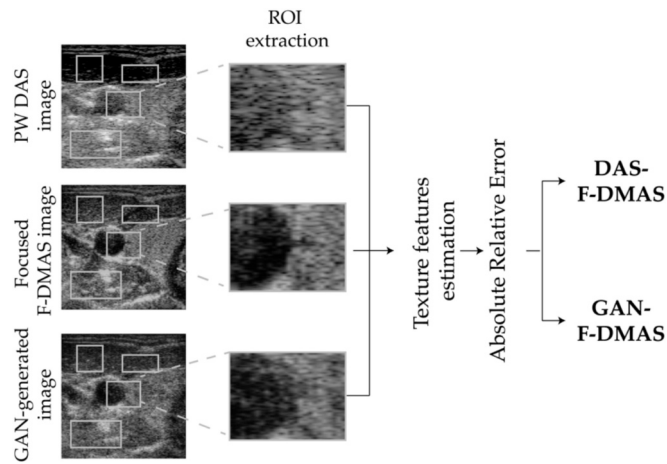 ROI
extraction
PW DAS
image
Focused
F-DMAS image
GAN-generated
image
Texture features
estimation
Absolute Relative Error
DAS-
F-DMAS
GAN-
F-DMAS